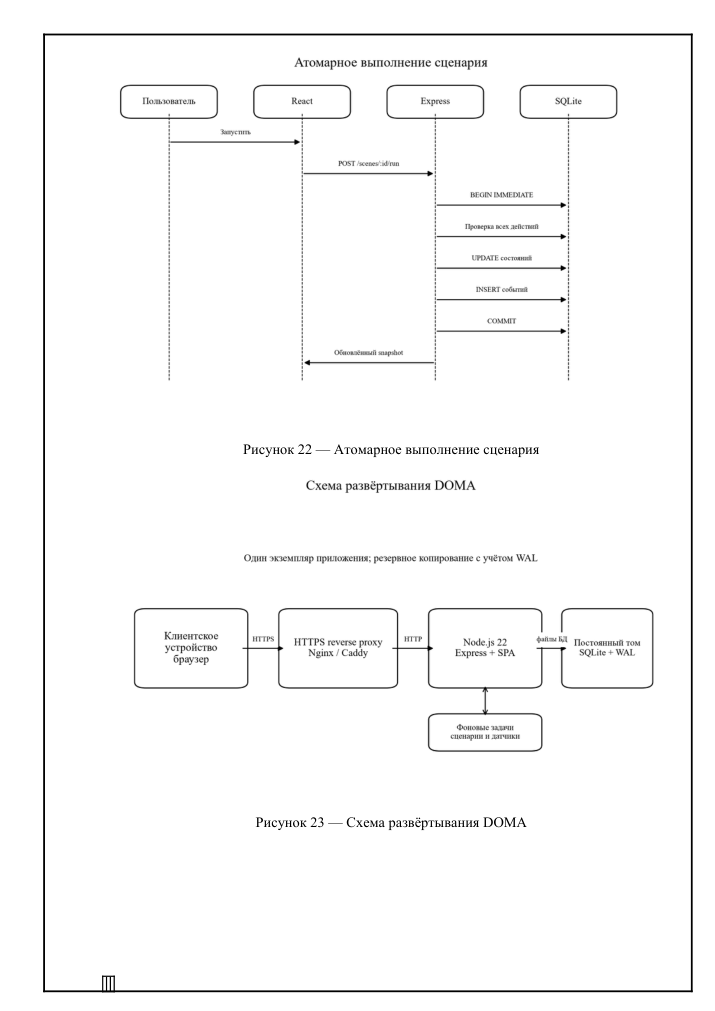 Атомарное выполнение сценария
Пользователь
React
Express
SQLite
Запустить
POST /scenes/:id/run
BEGIN IMMEDIATE
Проверка всех действий
UPDATE состояний
INSERT событий
COMMIT
Обновлённый snapshot
Рисунок 22 — Атомарное выполнение сценария
Схема развёртывания DOMA
Один экземпляр приложения; резервное копирование с учётом WAL
Клиентское
устройство
браузер
HTTPS
HTTPS reverse proxy
Nginx / Caddy
HTTP
Node.js 22
Express + SPA
файлы БД
Постоянный том
SQLite + WAL
Фоновые задачи
сценарии и датчики
Рисунок 23 — Схема развёртывания DOMA